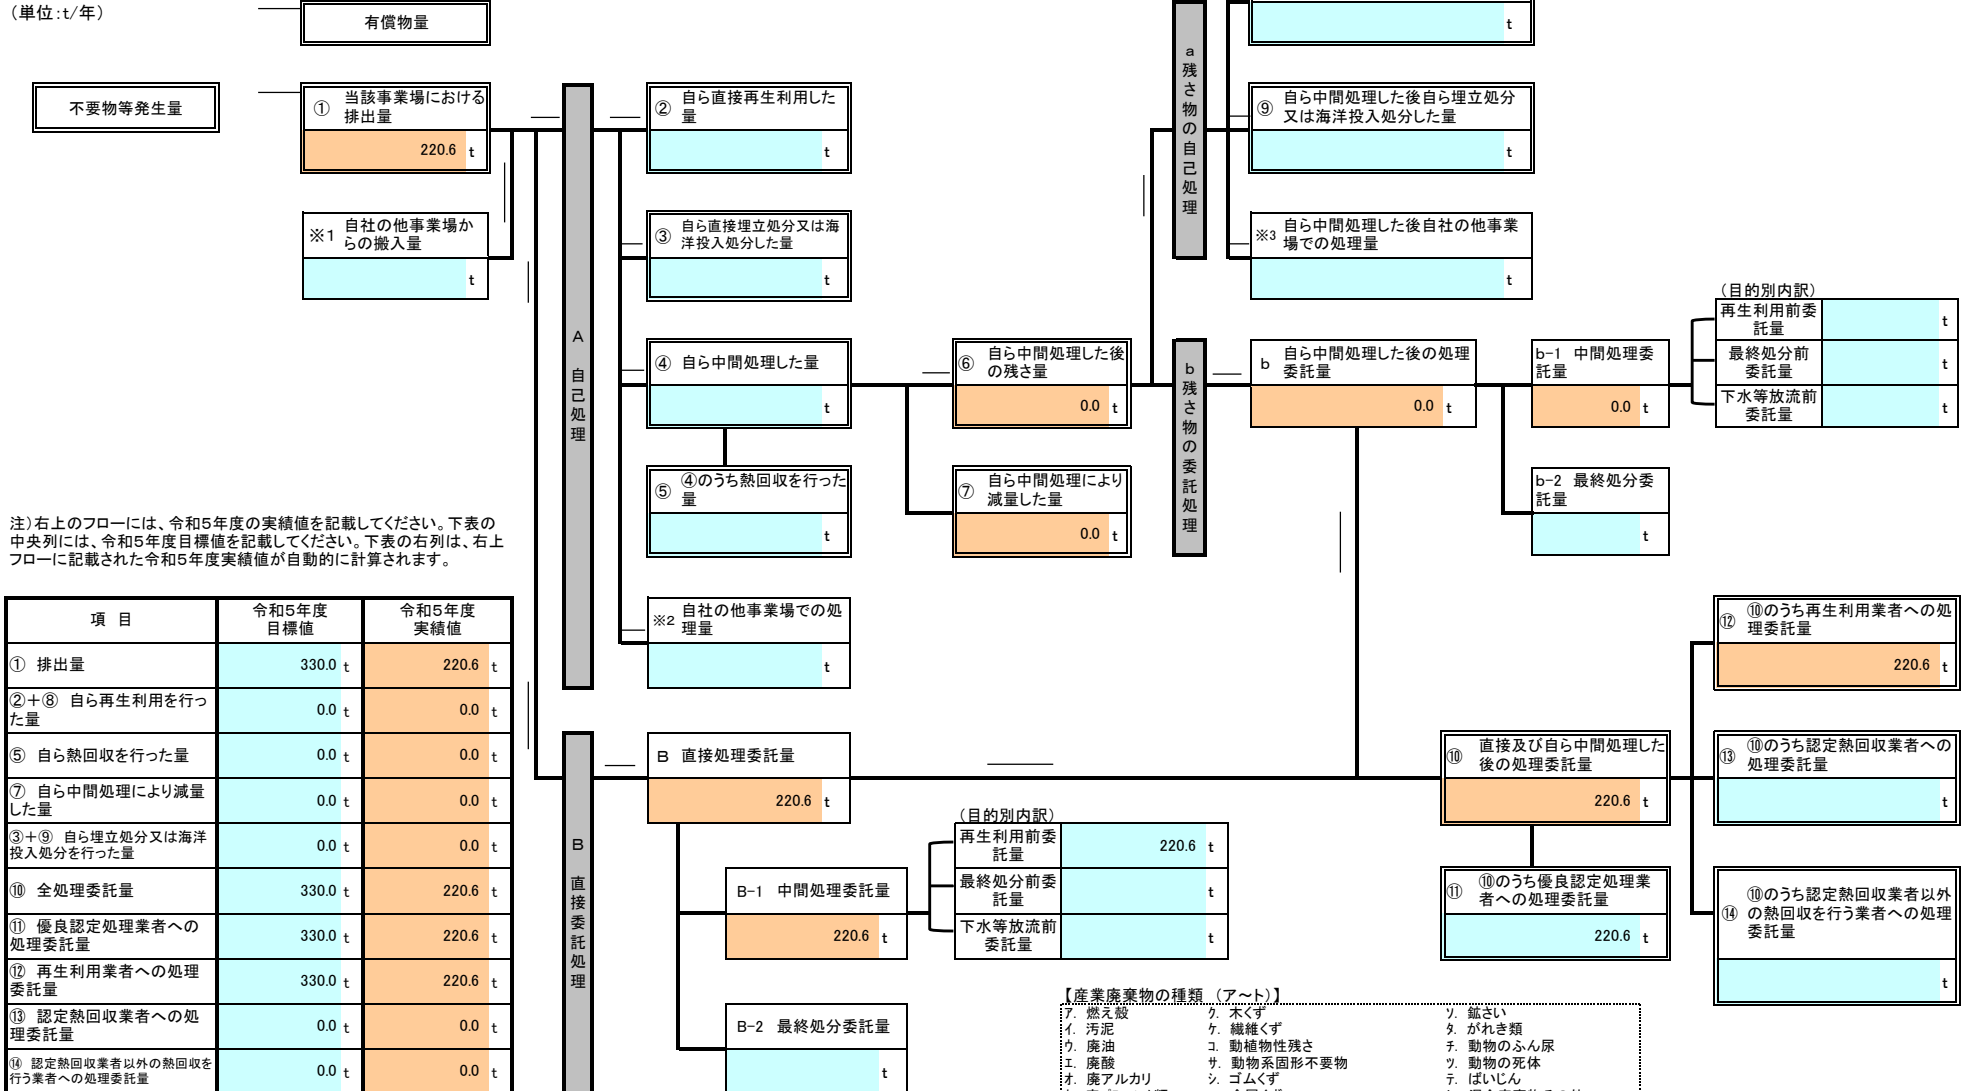 （単位：t/年）
有償物量
t
不要物等発生量
① 当該事業場における
排出量
220.6 t
※1 自社の他事業場か
らの搬入量
t
A 自己処理
② 自ら直接再生利用した
量
t
③ 自ら直接埋立処分又は海
洋投入処分した量
t
④ 自ら中間処理した量
t
⑤ ④のうち熱回収を行った
量
t
※2 自社の他事業場での処
理量
t
⑥ 自ら中間処理した後
の残さ量
0.0 t
⑦ 自ら中間処理により
減量した量
0.0 t
a 残さ物の自己処理
⑨ 自ら中間処理した後自ら埋立処分
又は海洋投入処分した量
t
※3 自ら中間処理した後自社の他事業
場での処理量
t
b 残さ物の委託処理
b 自ら中間処理した後の処理
委託量
0.0 t
b-1 中間処理委
託量
0.0 t
b-2 最終処分委
託量
t
（目的別内訳）
再生利用前委
託量
t
最終処分前
委託量
t
下水等放流前
委託量
t
注）右上のフローには、令和5年度の実績値を記載してください。下表の
中央列には、令和5年度目標値を記載してください。下表の右列は、右上
フローに記載された令和5年度実績値が自動的に計算されます。
項 目
令和5年度
目標値
令和5年度
実績値
① 排出量 330.0 t 220.6 t
②＋⑧ 自ら再生利用を行っ
た量
0.0 t 0.0 t
⑤ 自ら熱回収を行った量 0.0 t 0.0 t
⑦ 自ら中間処理により減量
した量
0.0 t 0.0 t
③＋⑨ 自ら埋立処分又は海洋
投入処分を行った量
0.0 t 0.0 t
⑩ 全処理委託量 330.0 t 220.6 t
⑪ 優良認定処理業者への
処理委託量
330.0 t 220.6 t
⑫ 再生利用業者への処理
委託量
330.0 t 220.6 t
⑬ 認定熱回収業者への処
理委託量
0.0 t 0.0 t
⑭ 認定熱回収業者以外の熱回収を
行う業者への処理委託量
0.0 t 0.0 t
B 直接委託処理
B 直接処理委託量
220.6 t
B-1 中間処理委託量
220.6 t
B-2 最終処分委託量
t
（目的別内訳）
再生利用前委
託量
220.6 t
最終処分前委
託量
t
下水等放流前
委託量
t
⑩ 直接及び自ら中間処理した
後の処理委託量
220.6 t
⑪ ⑩のうち優良認定処理業
者への処理委託量
220.6 t
⑫ ⑩のうち再生利用業者への処
理委託量
220.6 t
⑬ ⑩のうち認定熱回収業者への
処理委託量
t
⑭ ⑩のうち認定熱回収業者以外
の熱回収を行う業者への処理
委託量
t
【産業廃棄物の種類 （ア～ト）】
ア. 燃え殻 ク. 木くず ソ. 鉱さい
イ. 汚泥 ケ. 繊維くず タ. がれき類
ウ. 廃油 コ. 動植物性残さ チ. 動物のふん尿
エ. 廃酸 サ. 動物系固形不要物 ツ. 動物の死体
オ. 廃アルカリ シ. ゴムくず テ. ばいじん